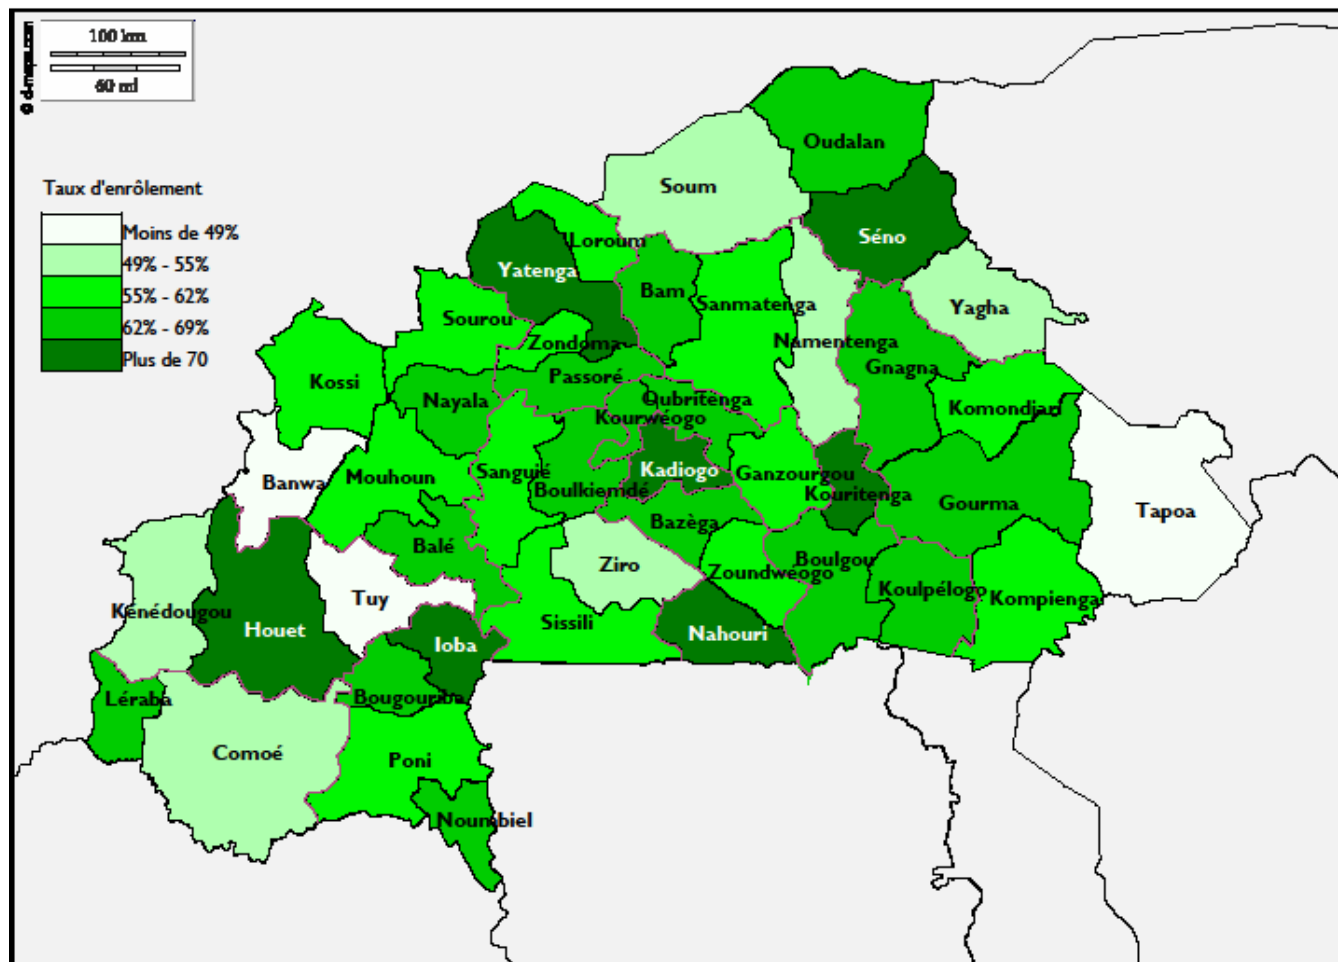 © d-maps.com
100 km
60 mi
Taux d'enrôlement
Moins de 49%
49% - 55%
55% - 62%
62% - 69%
Plus de 70
Oudalan
Soum
Séno
Loroum
Yatenga
Bam
Sanmatenga
Yagha
Sourou
Zondoma
Namentenga
Gnagna
Kossi
Passoré
Nayala
Oubritenga
Komondjari
Kourwéogo
Banwa
Mouhoun
Sanguié
Kadiogo
Ganzourgou
Boulkiemdé
Kouritenga
Gourma
Tapoa
Bazèga
Balé
Ziro
Zoundwéogo
Boulgou
Koulpélogo
Kompienga
Tuy
Kénédougou
Houet
Sissili
Nahouri
Ioba
Léraba
Bougouriba
Comoé
Poni
Noumbiel